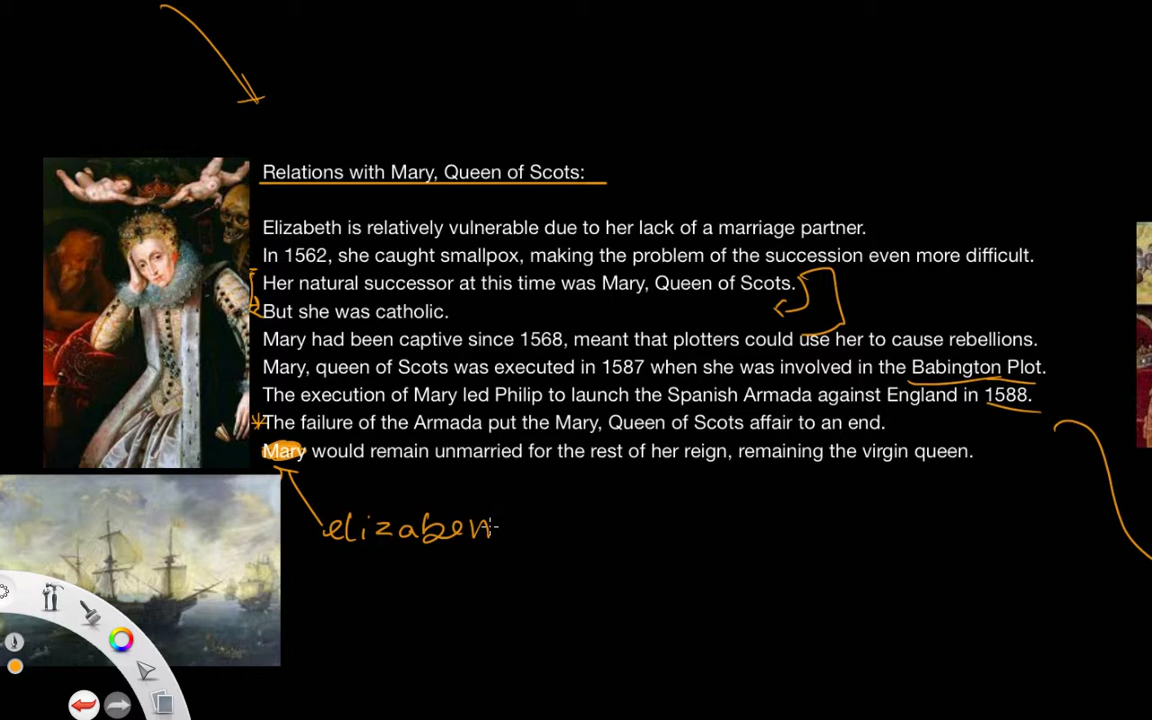 Relations with Mary, Queen of Scots:
Elizabeth is relatively vulnerable due to her lack of a marriage partner.
In 1562, she caught smallpox, making the problem of the succession even more difficult.
Her natural successor at this time was Mary, Queen of Scots.
But she was catholic.
Mary had been captive since 1568, meant that plotters could use her to cause rebellions.
Mary, queen of Scots was executed in 1587 when she was involved in the Babington Plot.
The execution of Mary led Philip to launch the Spanish Armada against England in 1588.
The failure of the Armada put the Mary, Queen of Scots affair to an end.
Mary would remain unmarried for the rest of her reign, remaining the virgin queen.
elizaben